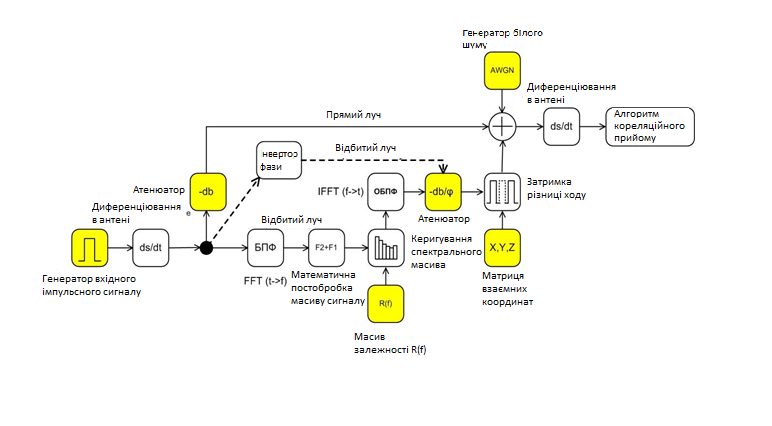 Генератор білого
шуму
AWGN
Диференціювання
в антені
Прямий луч
ds/dt
Алгоритм
кореляційного
прийому
Інвертор
фази
Відбитий луч
Атенюатор
-db
IFFT (f->t)
ОБПФ
-db/φ
Затримка
різниці ходу
Диференціювання
в антені
е
Відбитий луч
Атенюатор
ds/dt
БПФ
F2+F1
Керигування
спектрального
масива
X,Y,Z
Генератор вхідного
імпульсного сигналу
FFT (t->f)
Математична
постобробка
масиву сигналу
R(f)
Матриця
взаємних
координат
Масив
залежності R(f)